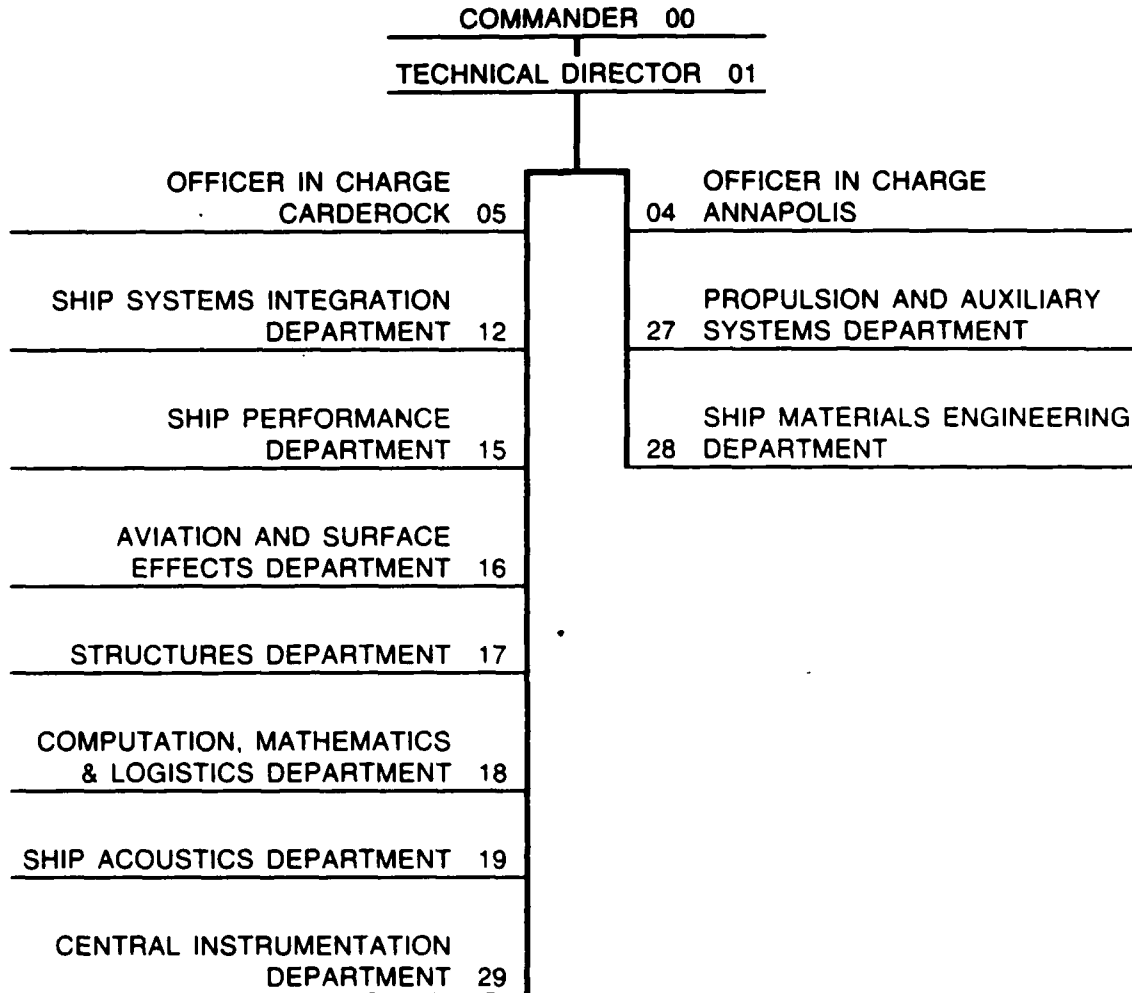 COMMANDER 00
TECHNICAL DIRECTOR 01
OFFICER IN CHARGE
CARDEROCK 05
SHIP SYSTEMS INTEGRATION
DEPARTMENT 12
SHIP PERFORMANCE
DEPARTMENT 15
AVIATION AND SURFACE
EFFECTS DEPARTMENT 16
STRUCTURES DEPARTMENT 17
COMPUTATION, MATHEMATICS
& LOGISTICS DEPARTMENT 18
SHIP ACOUSTICS DEPARTMENT 19
CENTRAL INSTRUMENTATION
DEPARTMENT 29
OFFICER IN CHARGE
04 ANNAPOLIS
PROPULSION AND AUXILIARY
27 SYSTEMS DEPARTMENT
SHIP MATERIALS ENGINEERING
28 DEPARTMENT